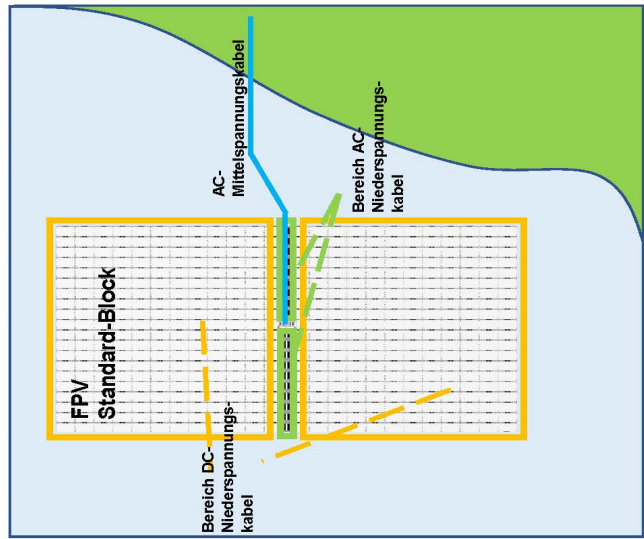 FPV
Standard-Block
AC-
Mittelspannungskabel
Bereich AC-
Niederspannungs-
kabel
Bereich DC-
Niederspannungs-
kabel